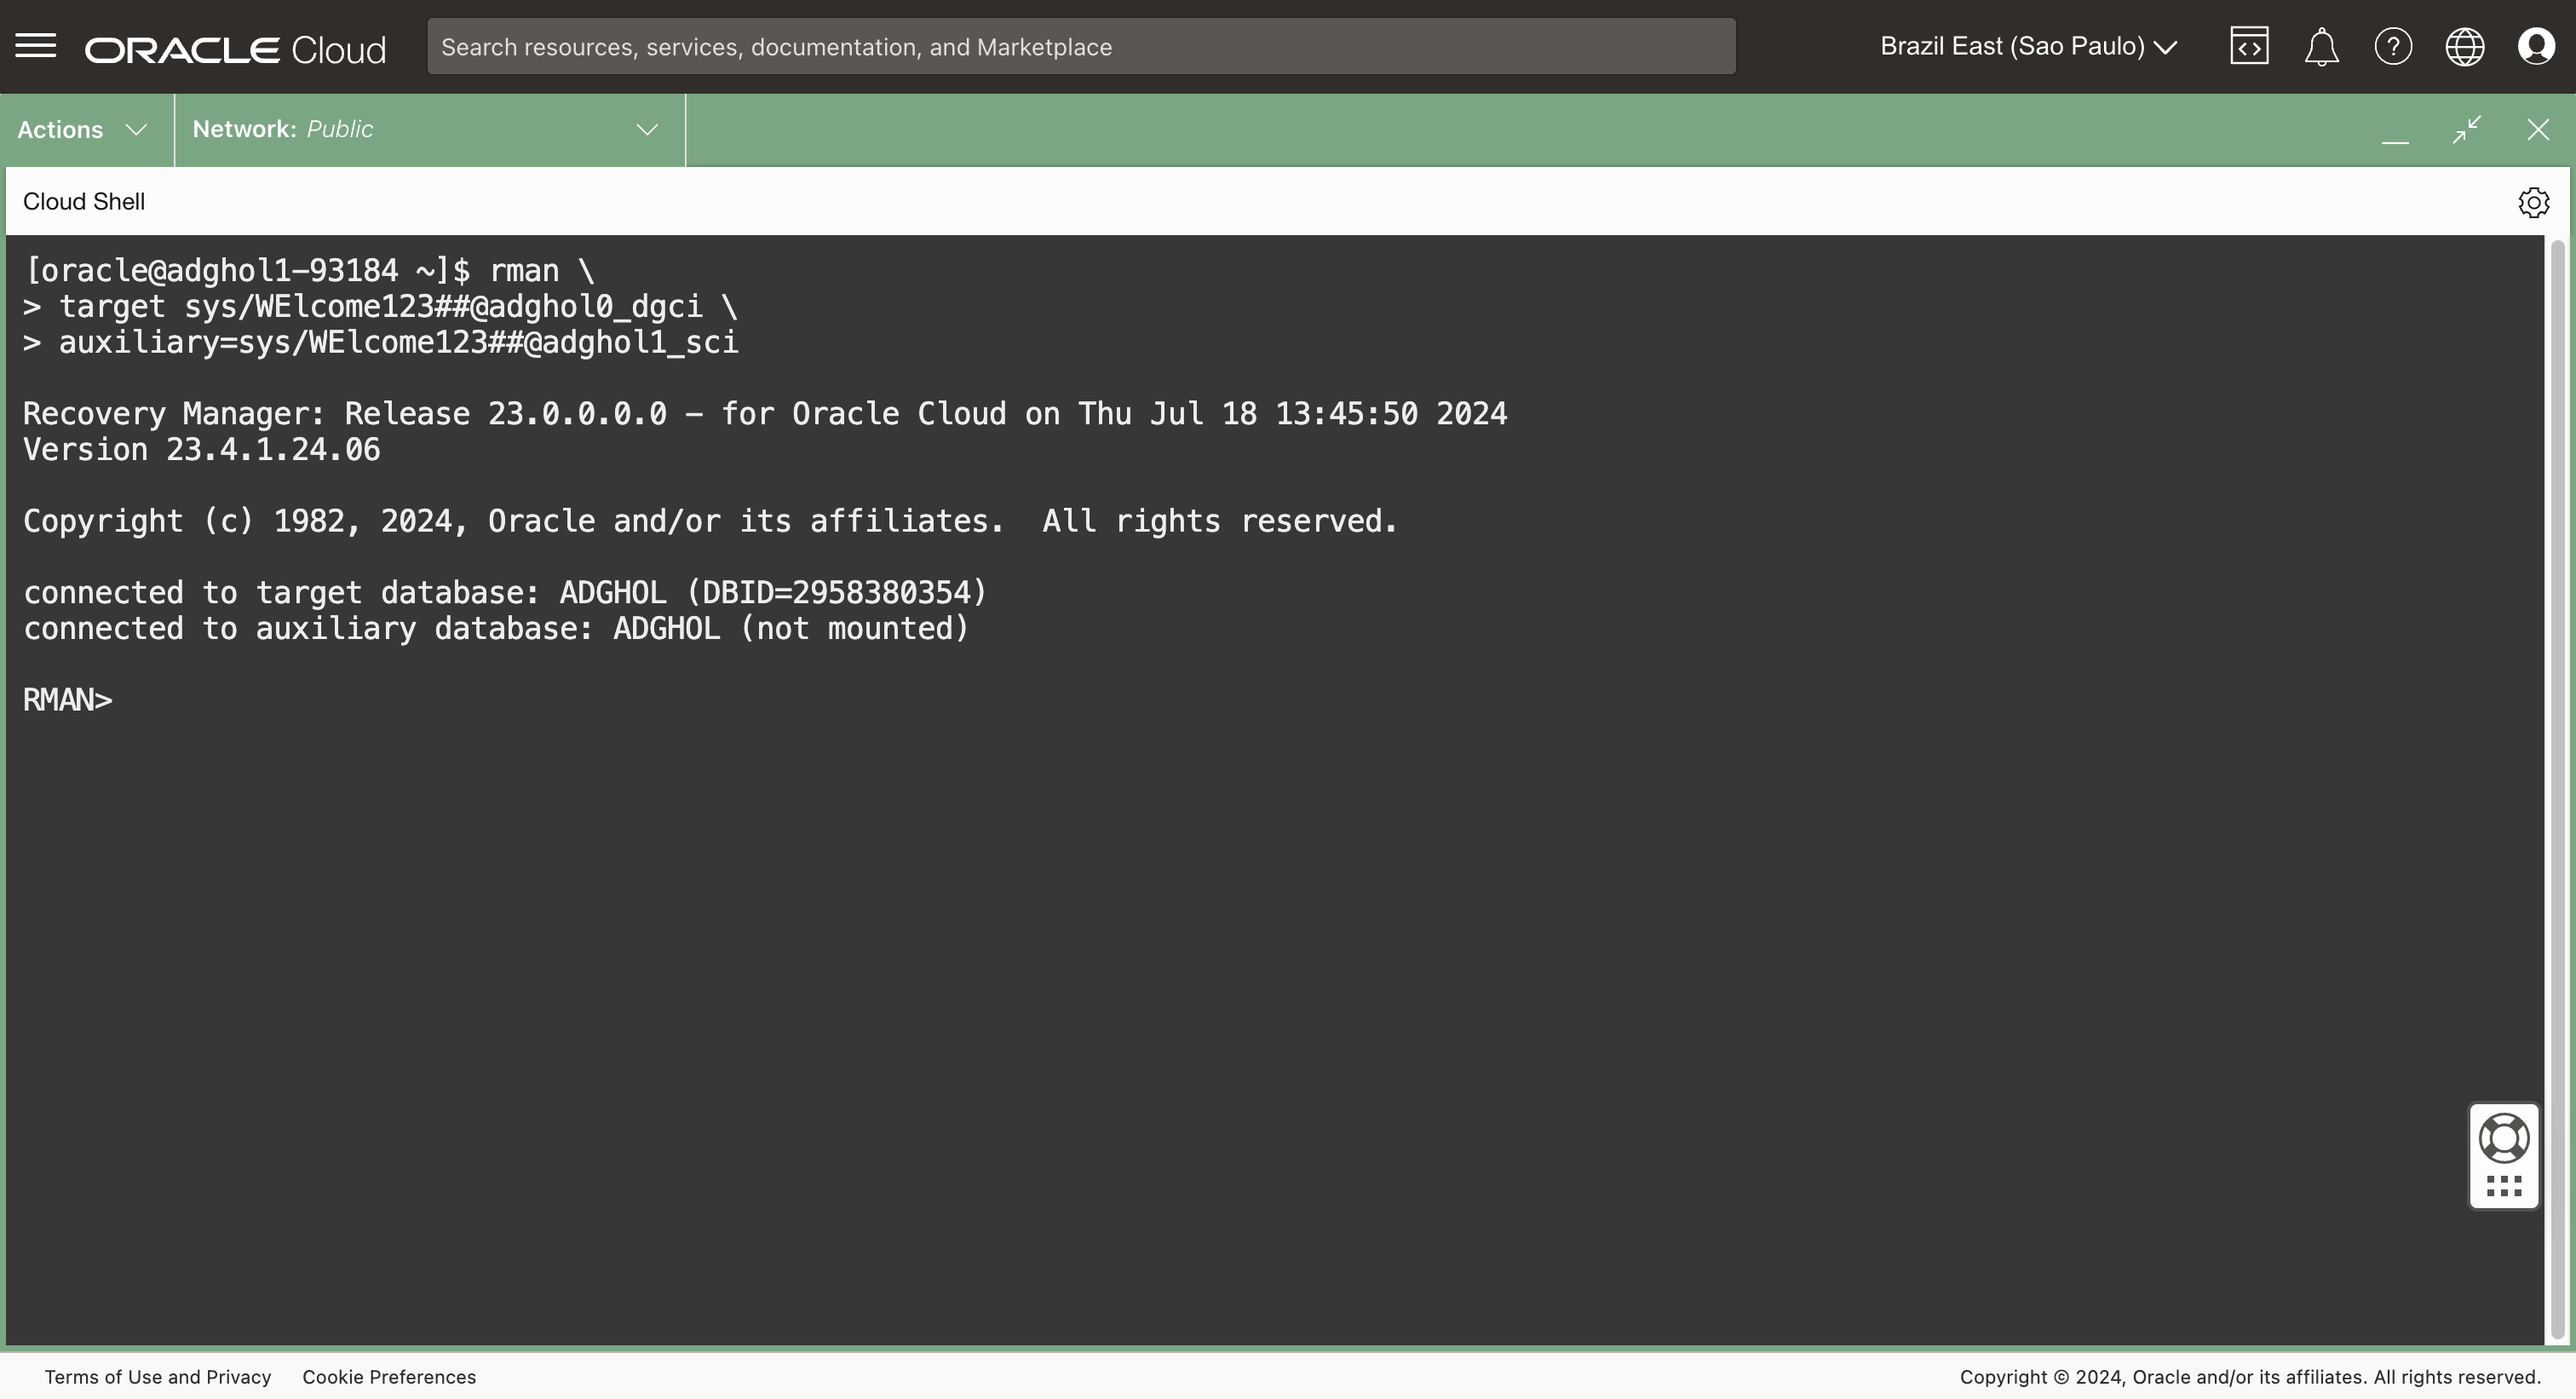 ORACLE Cloud
Search resources, services, documentation, and Marketplace
Brazil East (Sao Paulo)
Actions
Network: Public
Cloud Shell
[oracle@adghol1-93184 ~]$ rman \
> target sys/WElcome123##@adghol0_dgci \
> auxiliary=sys/WElcome123##@adghol1_sci
Recovery Manager: Release 23.0.0.0.0 - for Oracle Cloud on Thu Jul 18 13:45:50 2024
Version 23.4.1.24.06
Copyright (c) 1982, 2024, Oracle and/or its affiliates.  All rights reserved.
connected to target database: ADGHOL (DBID=2958380354)
connected to auxiliary database: ADGHOL (not mounted)
RMAN>
Terms of Use and Privacy
Cookie Preferences
Copyright © 2024, Oracle and/or its affiliates. All rights reserved.